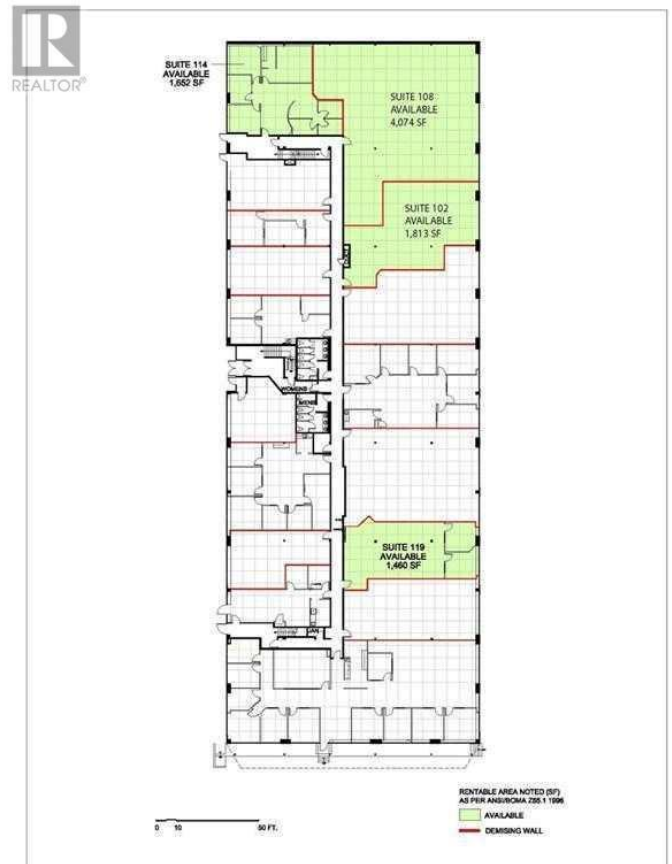 R
REALTOR®
SUITE 114
AVAILABLE
1,652 SF
SUITE 108
AVAILABLE
4,074 SF
SUITE 102
AVAILABLE
1,813 SF
WOMENS
MENS
SUITE 119
AVAILABLE
1,460 SF
JAN.
RENTABLE AREA NOTED (SF)
AS PER ANSI/BOMA Z65.1 1996
AVAILABLE
DEMISING WALL
0 10 50 FT.